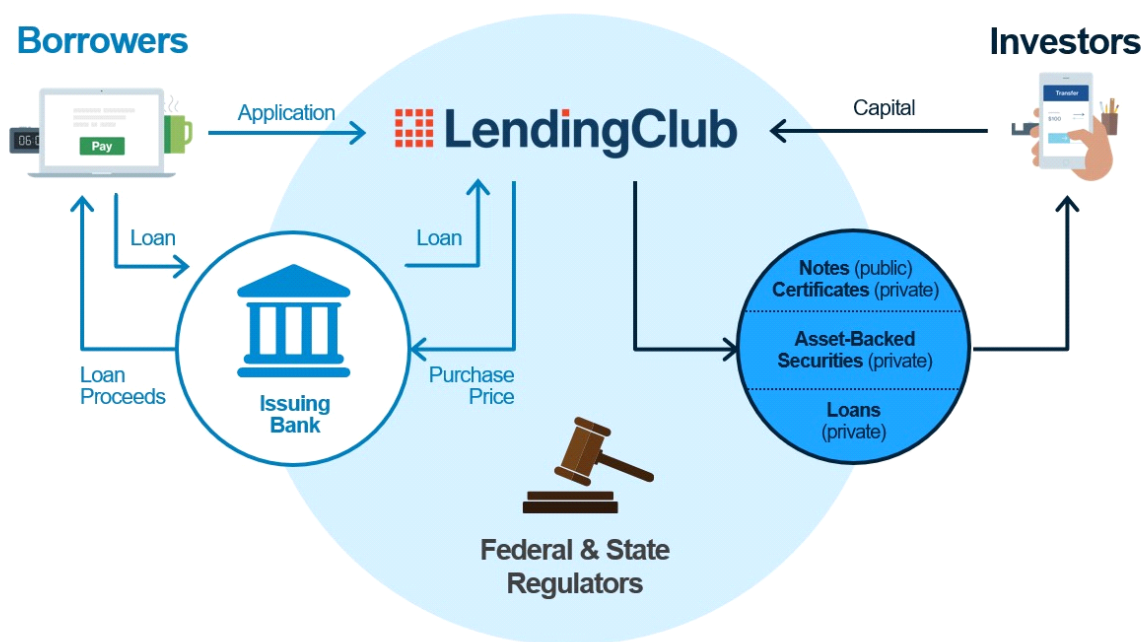 Borrowers
Investors
Application
LendingClub
Capital
Transfer
$100
Pay
Loan
Loan
Notes (public)
Certificates (private)
Asset-Backed
Securities (private)
Loans
(private)
Loan
Proceeds
Issuing
Bank
Purchase
Price
Federal & State
Regulators